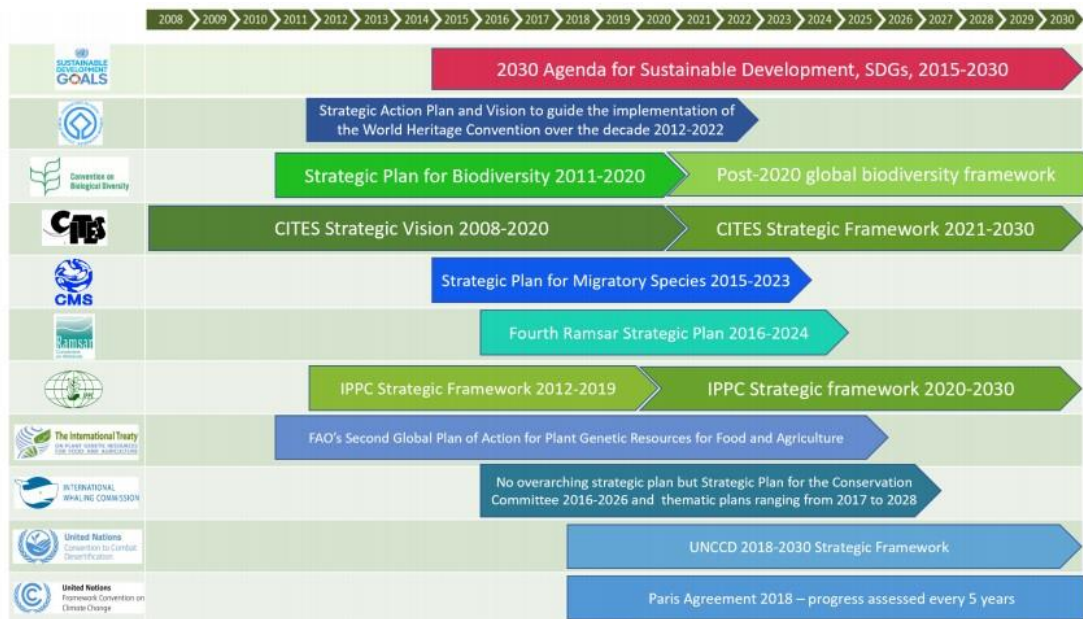 2008 2009 2010 2011 2012 2013 2014 2015 2016 2017 2018 2019 2020 2021 2022 2023 2024 2025 2026 2027 2028 2029 2030
SUSTAINABLE
DEVELOPMENT
GOALS
2030 Agenda for Sustainable Development, SDGs, 2015-2030
Strategic Action Plan and Vision to guide the implementation of
the World Heritage Convention over the decade 2012-2022
Convention on
Biological Diversity
Strategic Plan for Biodiversity 2011-2020
Post-2020 global biodiversity framework
CITES
CITES Strategic Vision 2008-2020
CITES Strategic Framework 2021-2030
CMS
Strategic Plan for Migratory Species 2015-2023
Ramsar
Fourth Ramsar Strategic Plan 2016-2024
IPPC
IPPC Strategic Framework 2012-2019
IPPC Strategic framework 2020-2030
The International Treaty
ON PLANT GENETIC RESOURCES
FOR FOOD AND AGRICULTURE
FAO's Second Global Plan of Action for Plant Genetic Resources for Food and Agriculture
INTERNATIONAL
WHALING COMMISSION
No overarching strategic plan but Strategic Plan for the Conservation
Committee 2016-2026 and thematic plans ranging from 2017 to 2028
United Nations
Convention to Combat
Desertification
UNCCD 2018-2030 Strategic Framework
United Nations
Framework Convention on
Climate Change
Paris Agreement 2018 – progress assessed every 5 years